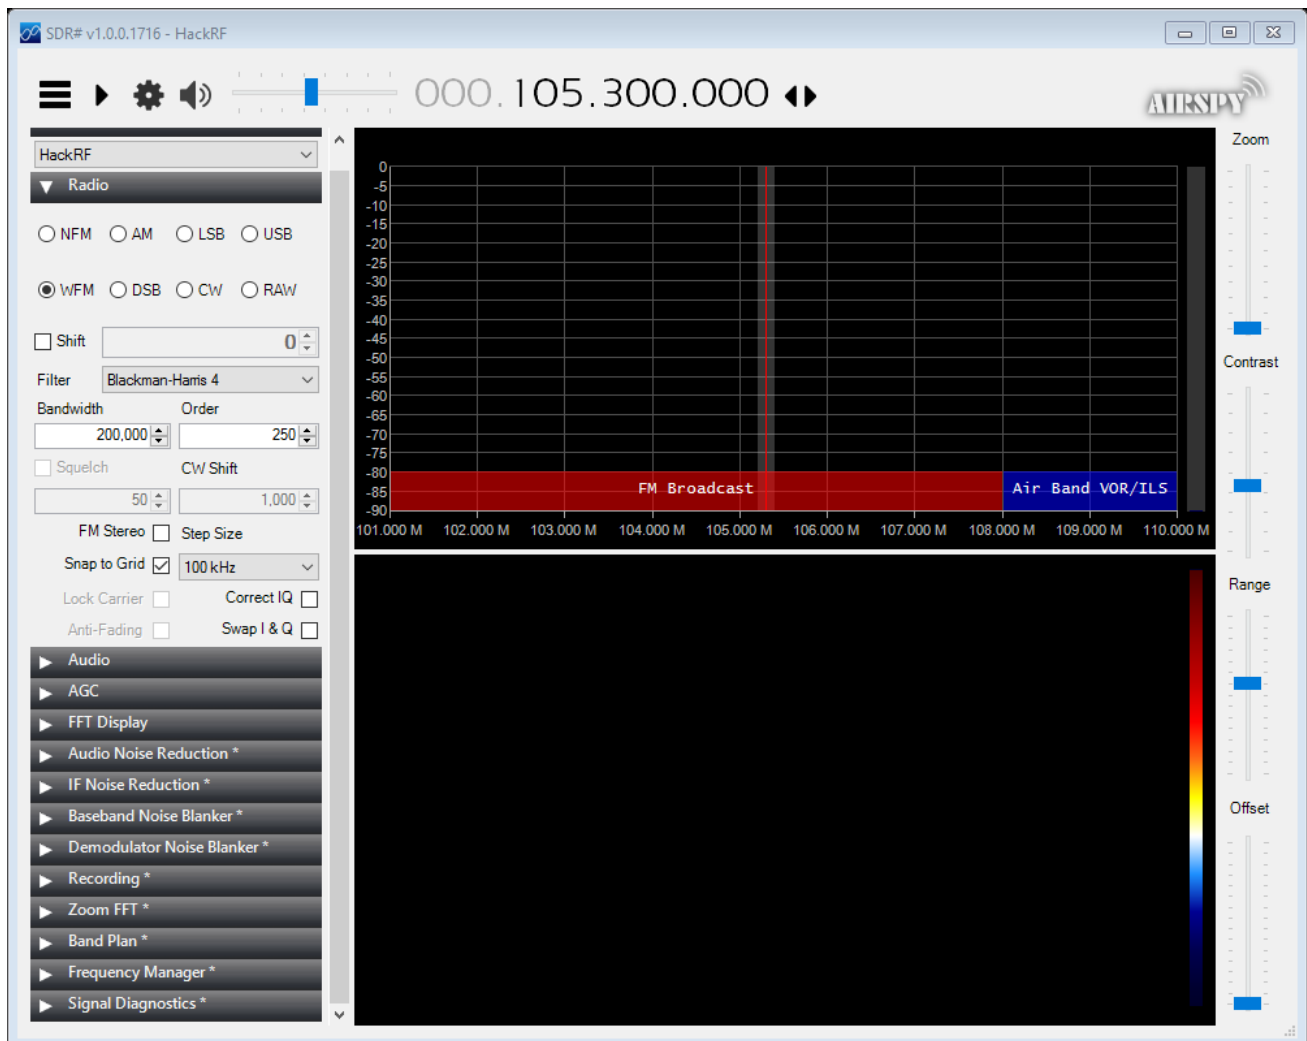 SDR# v1.0.0.1716 - HackRF
000.105.300.000
AIRSPY
HackRF
Radio
NFM AM LSB USB
WFM DSB CW RAW
Shift 0
Filter Blackman-Harris 4
Bandwidth Order
200,000 250
Squelch CW Shift
50 1,000
FM Stereo Step Size
Snap to Grid 100 kHz
Lock Carrier Correct IQ
Anti-Fading Swap I & Q
Audio
AGC
FFT Display
Audio Noise Reduction *
IF Noise Reduction *
Baseband Noise Blanker *
Demodulator Noise Blanker *
Recording *
Zoom FFT *
Band Plan *
Frequency Manager *
Signal Diagnostics *
0
-5
-10
-15
-20
-25
-30
-35
-40
-45
-50
-55
-60
-65
-70
-75
-80
-85
-90
FM Broadcast Air Band VOR/ILS
101.000 M 102.000 M 103.000 M 104.000 M 105.000 M 106.000 M 107.000 M 108.000 M 109.000 M 110.000 M
Zoom
Contrast
Range
Offset